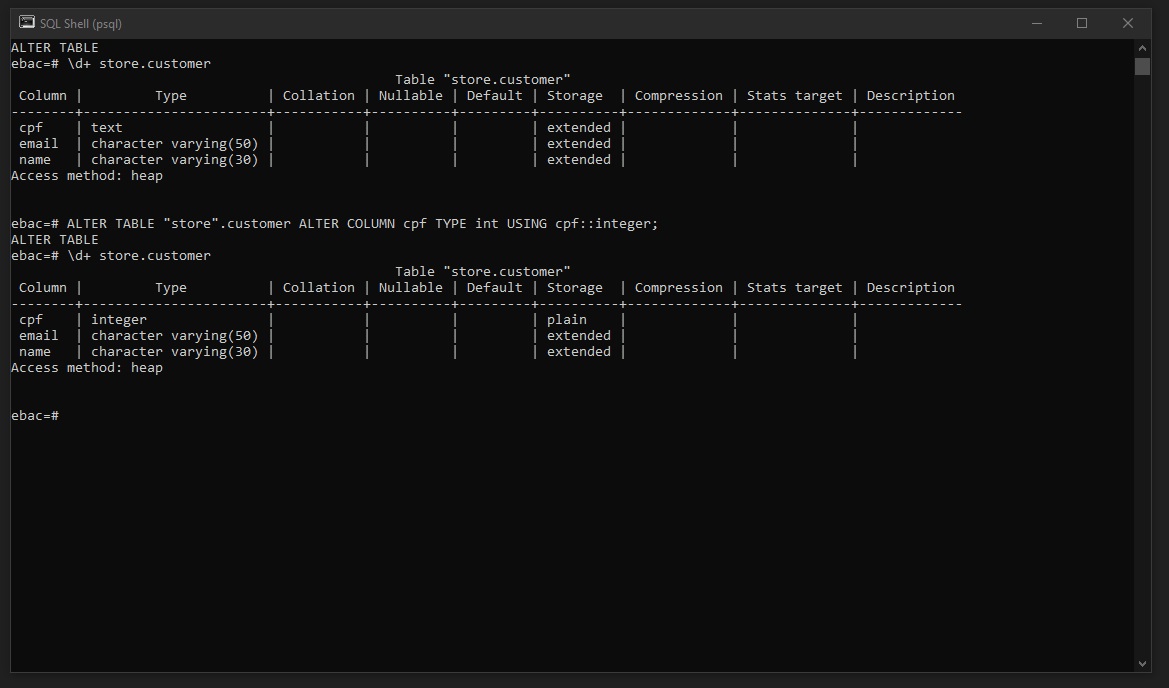 SQL Shell (psql)
ALTER TABLE
ebac=# \d+ store.customer
                                                Table "store.customer"
 Column |         Type          | Collation | Nullable | Default | Storage  | Compression | Stats target | Description
--------+-----------------------+-----------+----------+---------+----------+-------------+--------------+-------------
 cpf    | text                  |           |          |         | extended |             |              |
 email  | character varying(50) |           |          |         | extended |             |              |
 name   | character varying(30) |           |          |         | extended |             |              |
Access method: heap
ebac=# ALTER TABLE "store".customer ALTER COLUMN cpf TYPE int USING cpf::integer;
ALTER TABLE
ebac=# \d+ store.customer
                                                Table "store.customer"
 Column |         Type          | Collation | Nullable | Default | Storage  | Compression | Stats target | Description
--------+-----------------------+-----------+----------+---------+----------+-------------+--------------+-------------
 cpf    | integer               |           |          |         | plain    |             |              |
 email  | character varying(50) |           |          |         | extended |             |              |
 name   | character varying(30) |           |          |         | extended |             |              |
Access method: heap
ebac=#